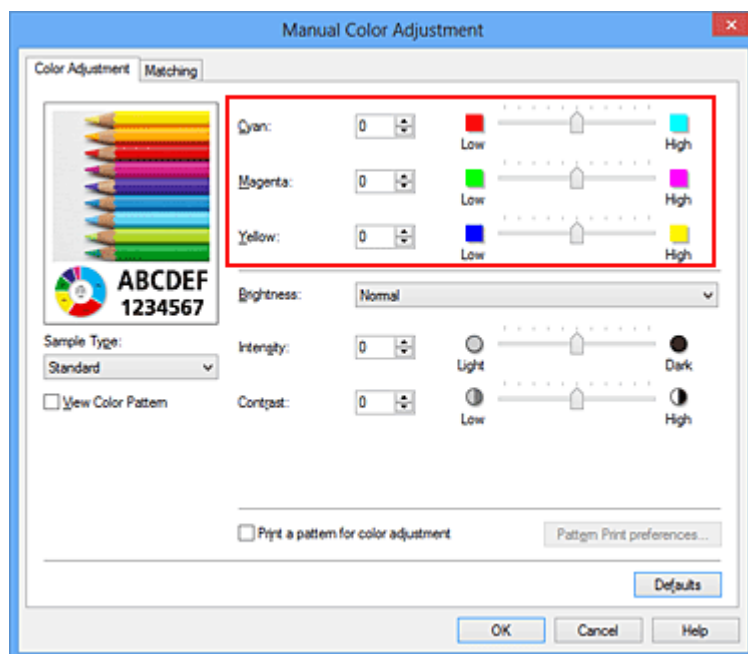 Manual Color Adjustment
Color Adjustment Matching
Cyan: 0 Low High
Magenta: 0 Low High
Yellow: 0 Low High
ABCDEF
1234567
Brightness: Normal
Sample Type:
Standard
Intensity: 0 Light Dark
View Color Pattern
Contrast: 0 Low High
Print a pattern for color adjustment Pattern Print preferences...
Defaults
OK Cancel Help